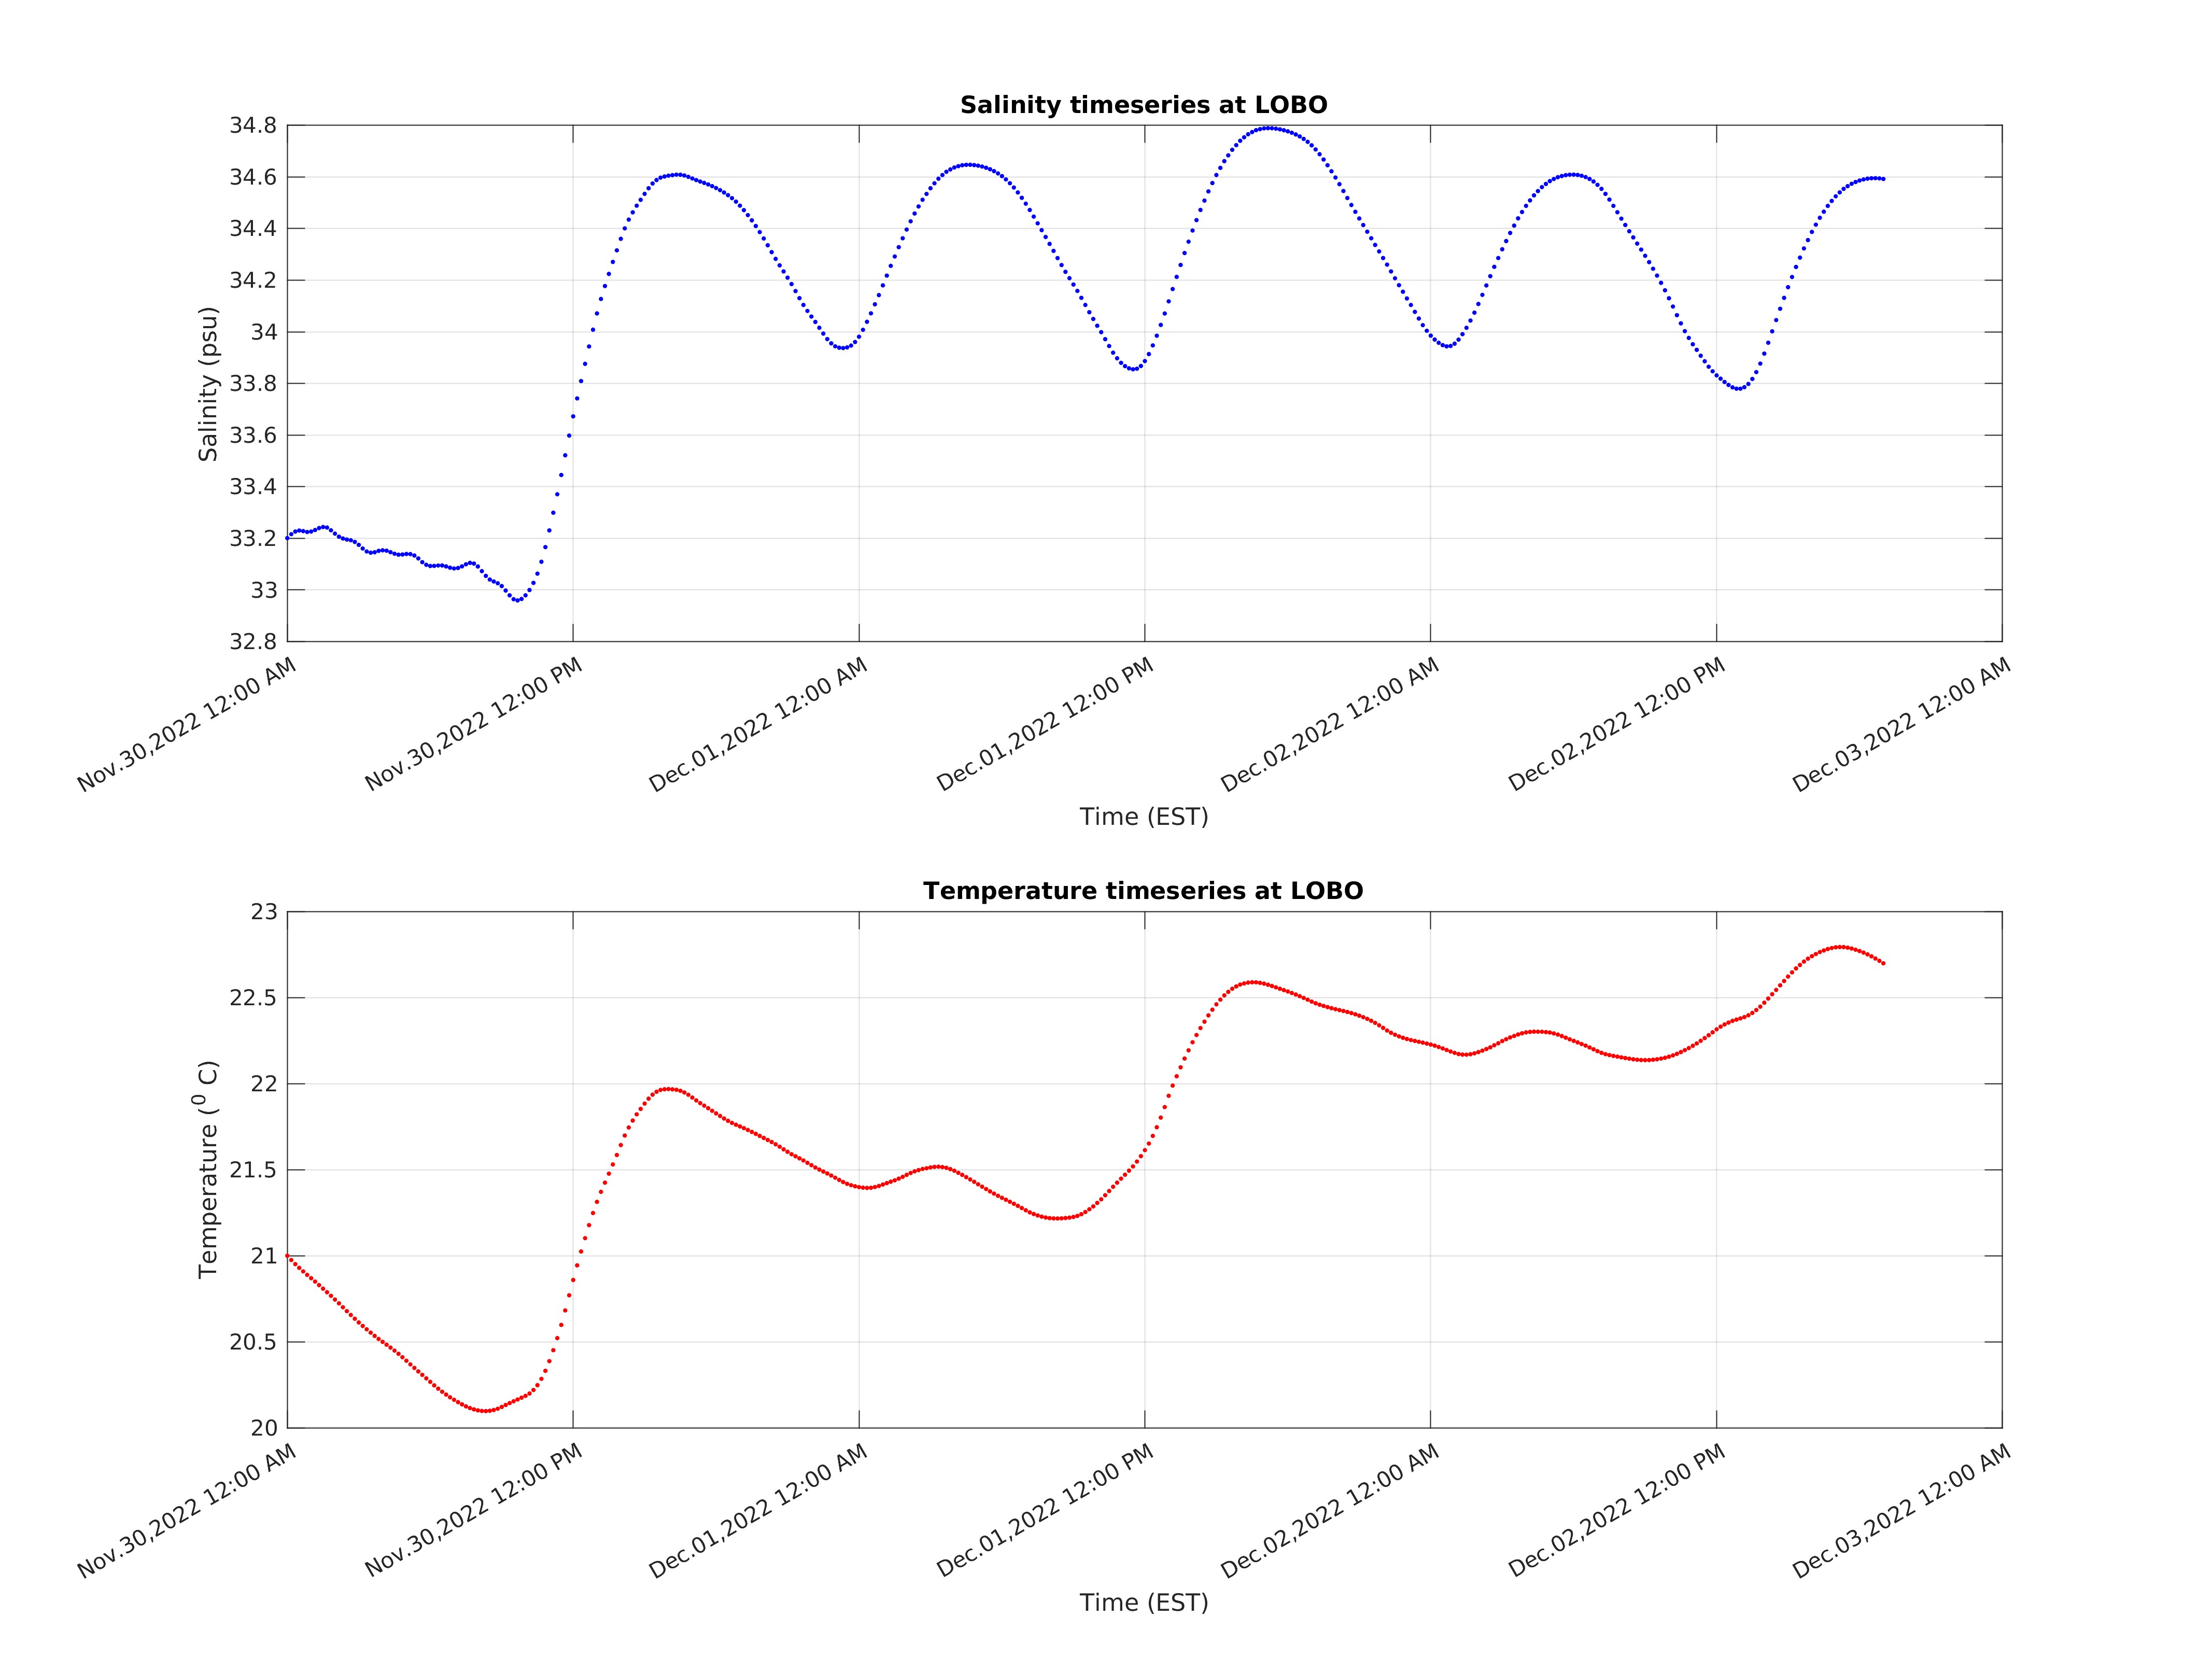 Salinity timeseries at LOBO
34.8
34.6
34.4
34.2
34
33.8
33.6
33.4
33.2
33
32.8
Salinity (psu)
Nov.30,2022 12:00 AM
Nov.30,2022 12:00 PM
Dec.01,2022 12:00 AM
Dec.01,2022 12:00 PM
Dec.02,2022 12:00 AM
Dec.02,2022 12:00 PM
Dec.03,2022 12:00 AM
Time (EST)
Temperature timeseries at LOBO
23
22.5
22
21.5
21
20.5
20
Temperature (⁰ C)
Nov.30,2022 12:00 AM
Nov.30,2022 12:00 PM
Dec.01,2022 12:00 AM
Dec.01,2022 12:00 PM
Dec.02,2022 12:00 AM
Dec.02,2022 12:00 PM
Dec.03,2022 12:00 AM
Time (EST)